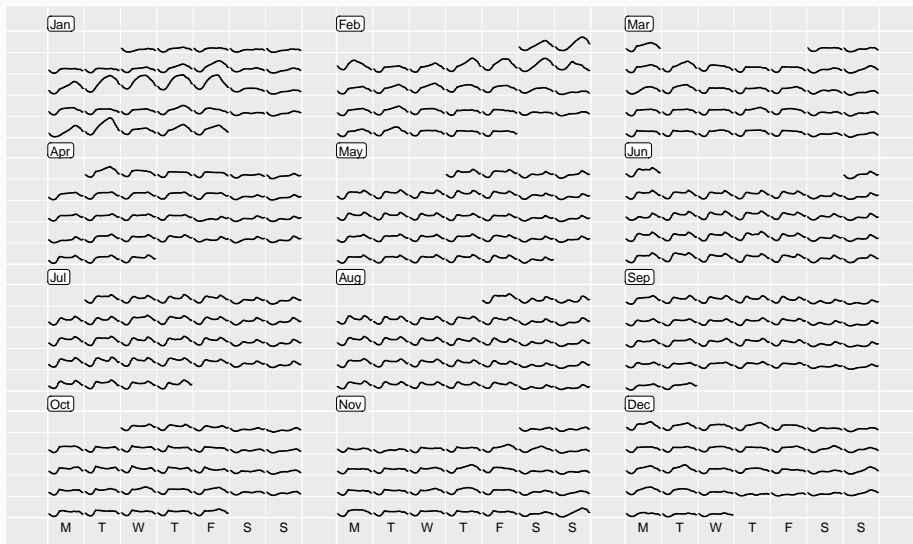 Jan Feb Mar
Apr May Jun
Jul Aug Sep
Oct Nov Dec
M T W T F S S M T W T F S S M T W T F S S